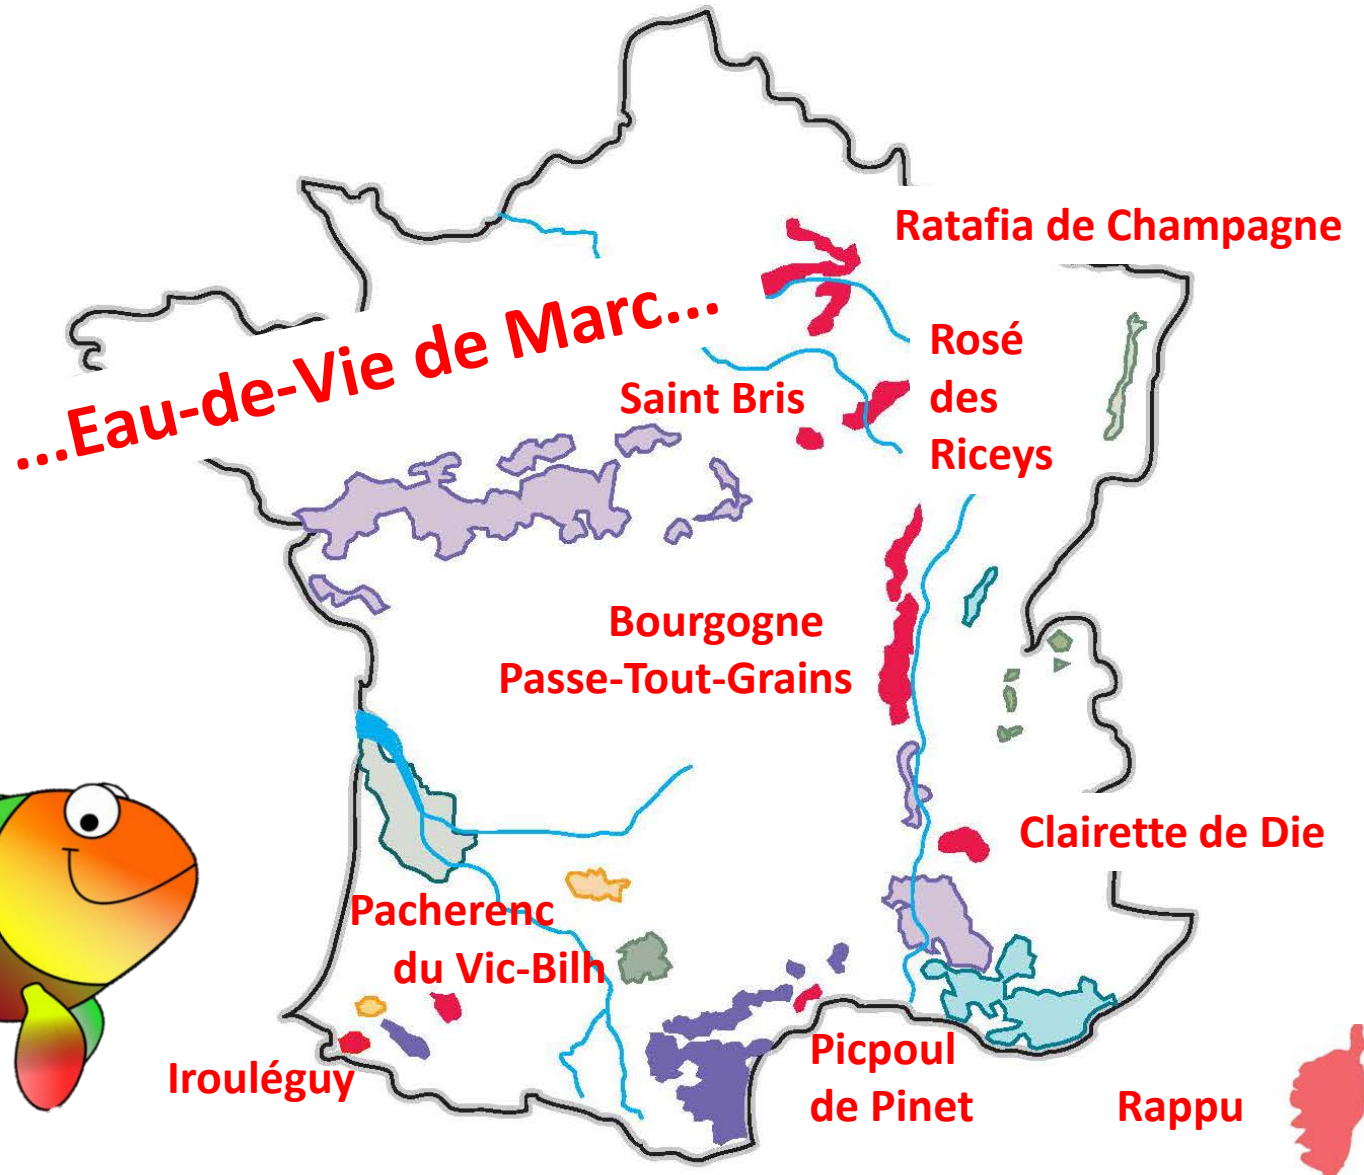 Ratafia de Champagne
...Eau-de-Vie de Marc...
Rosé
des
Riceys
Saint Bris
Bourgogne
Passe-Tout-Grains
Clairette de Die
Pacherenc
du Vic-Bilh
Irouléguy
Picpoul
de Pinet
Rappu